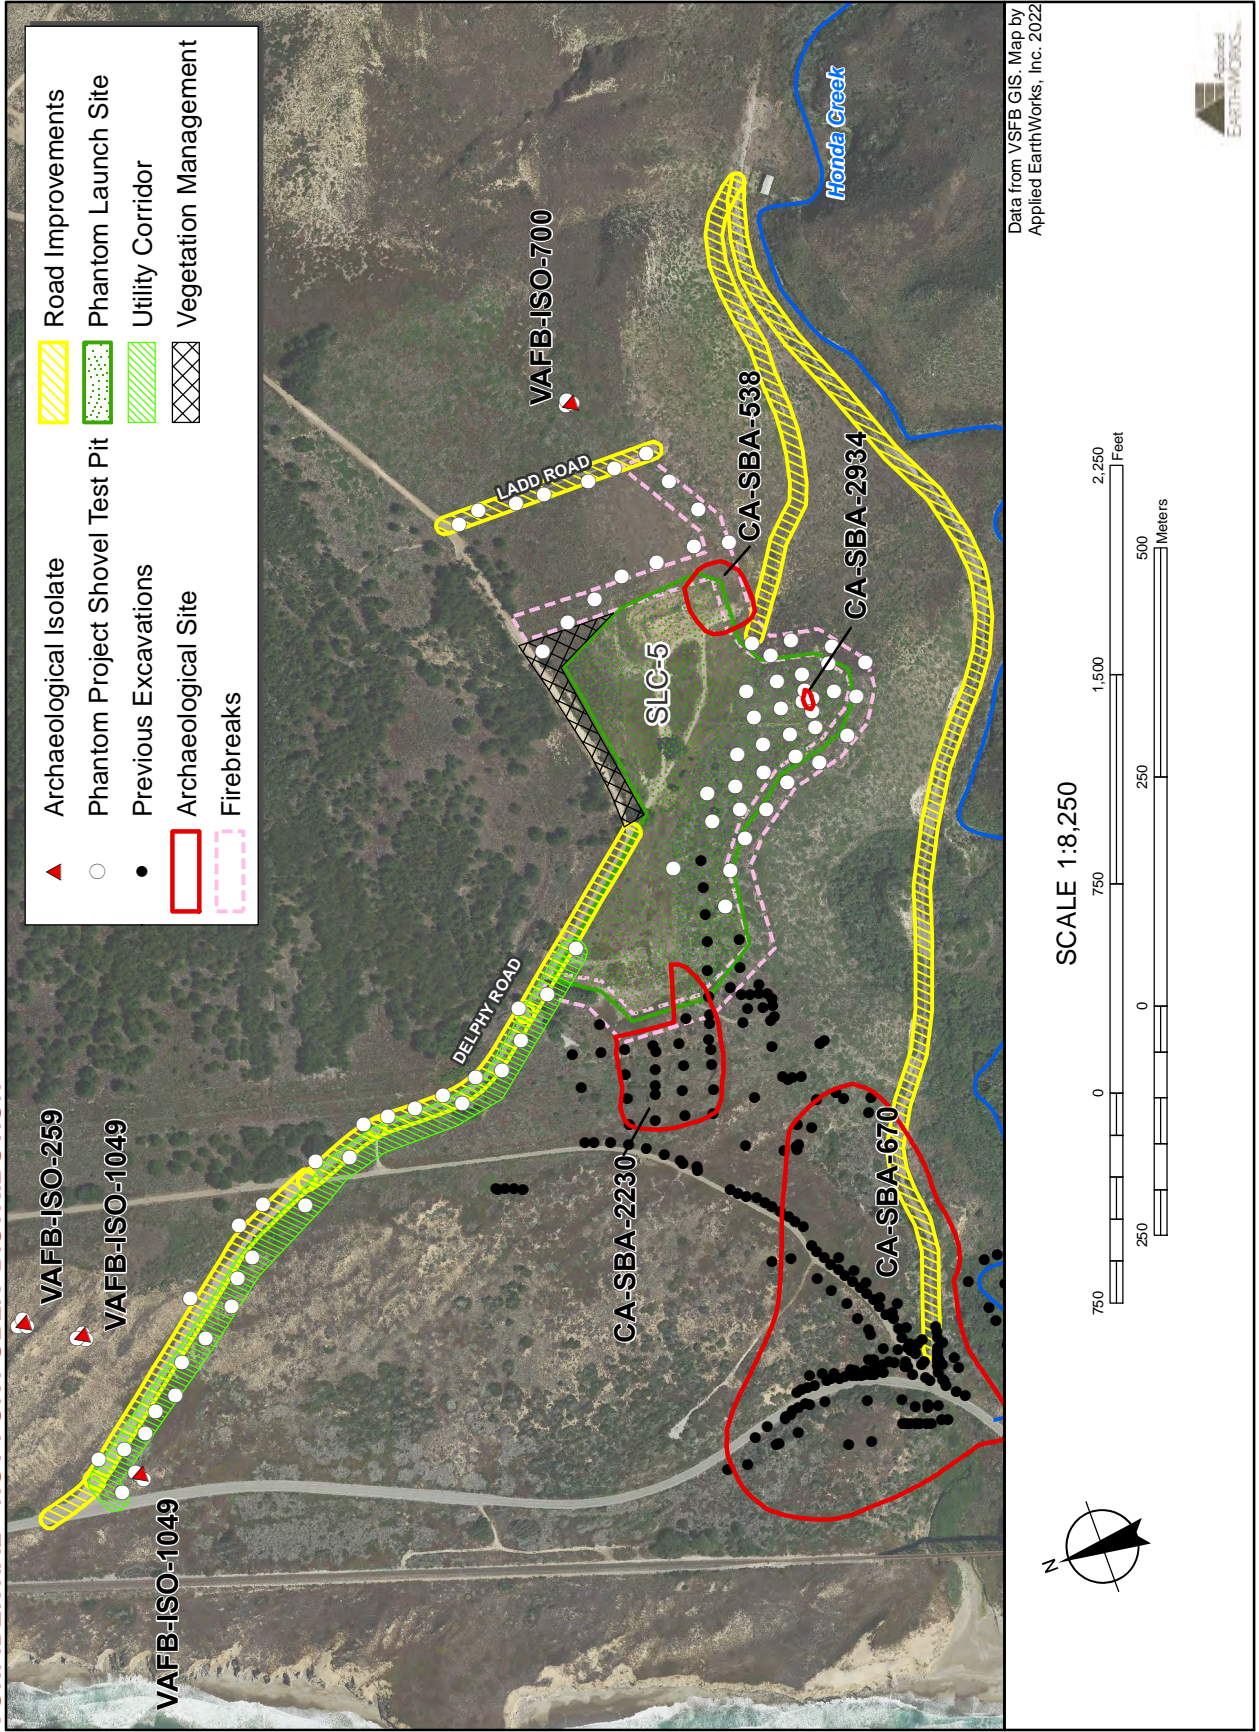 Archaeological Isolate
Phantom Project Shovel Test Pit
Previous Excavations
Archaeological Site
Firebreaks
Road Improvements
Phantom Launch Site
Utility Corridor
Vegetation Management
VAFB-ISO-259
VAFB-ISO-1049
VAFB-ISO-1049
VAFB-ISO-700
DELPHY ROAD
LADD ROAD
SLC-5
CA-SBA-538
CA-SBA-2934
CA-SBA-2230
CA-SBA-670
Honda Creek
N
SCALE 1:8,250
750 0 750 1,500 2,250
Feet
250 0 250 500
Meters
Data from VSFB GIS. Map by
Applied EarthWorks, Inc. 2022
Applied
EARTHWORKS